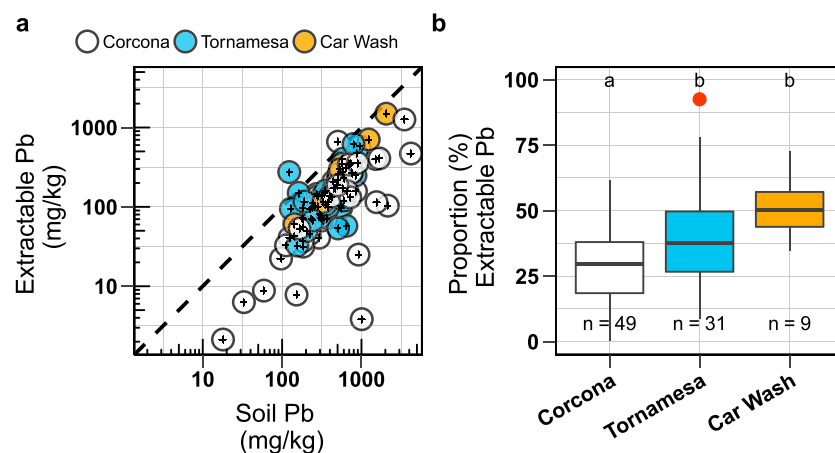 a
Corcona Tornamesa Car Wash
Extractable Pb
(mg/kg)
1000
100
10
10 100 1000
Soil Pb
(mg/kg)
b
Proportion (%)
Extractable Pb
100
75
50
25
0
a b b
n = 49 n = 31 n = 9
Corcona Tornamesa Car Wash